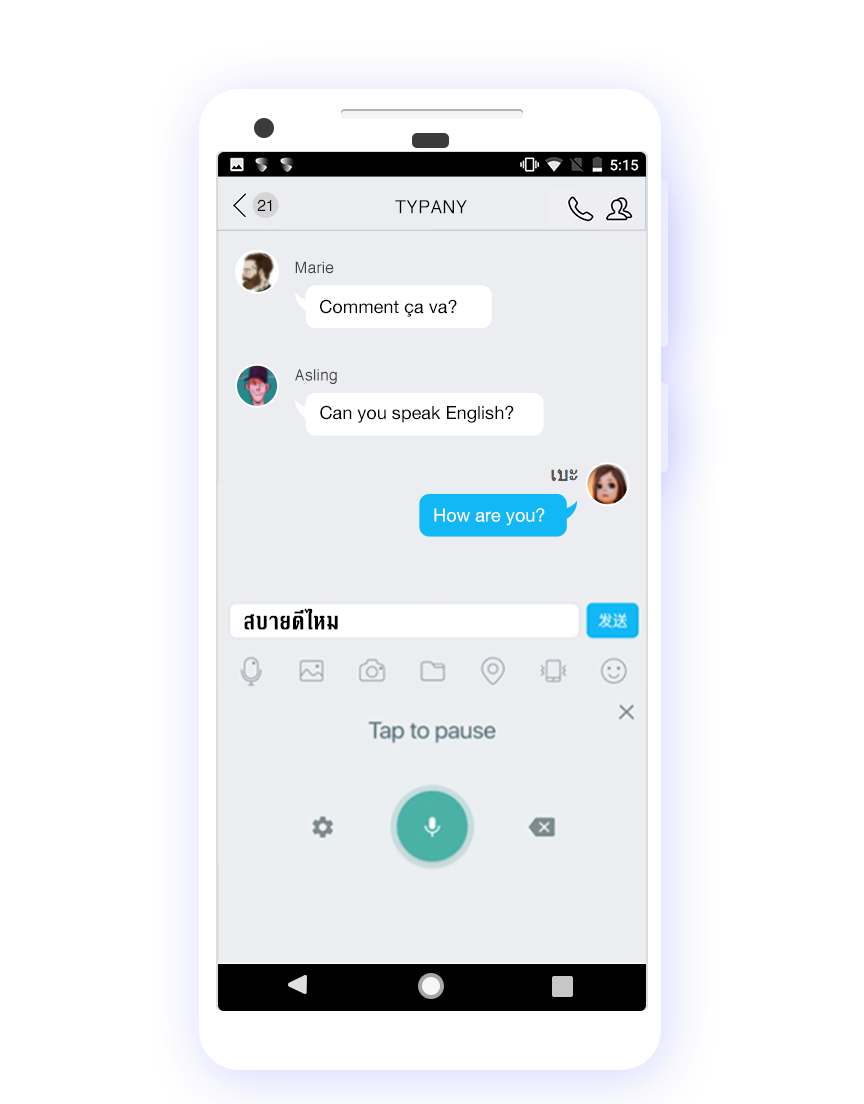 5:15
21
TYPANY
Marie
Comment ça va?
Asling
Can you speak English?
เบะ
How are you?
สบายดีไหม
发送
Tap to pause